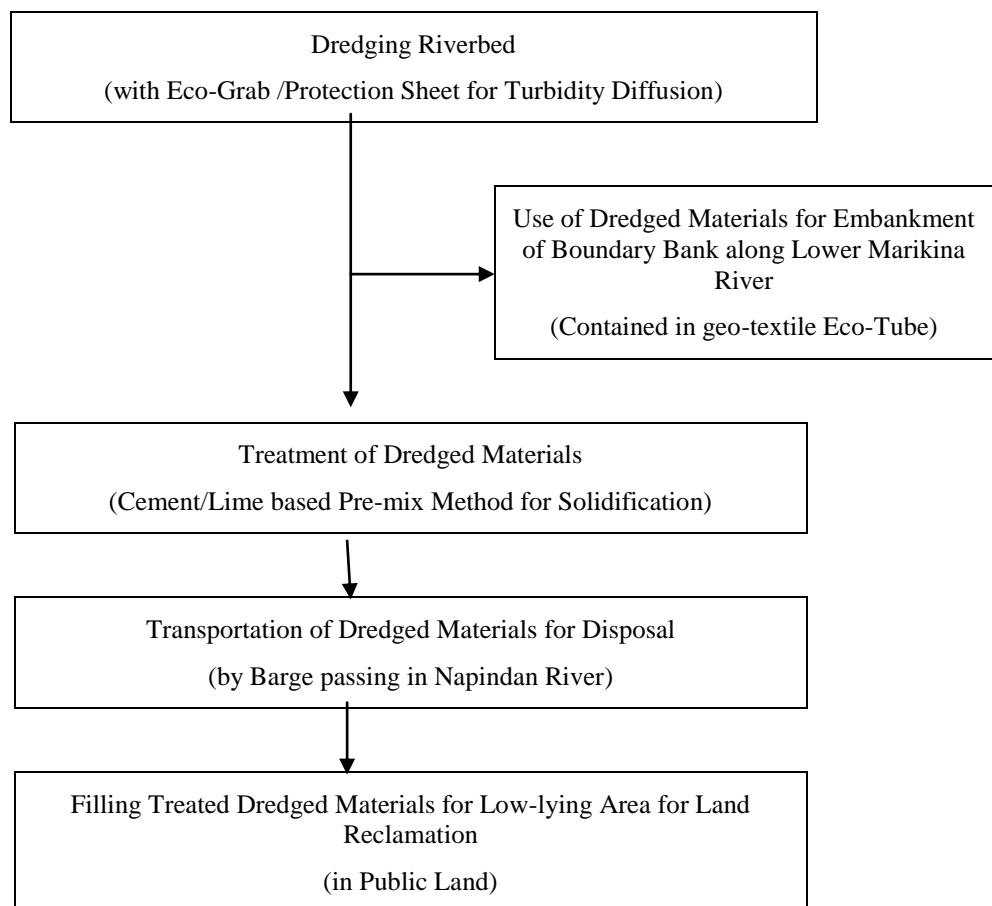 Dredging Riverbed
(with Eco-Grab /Protection Sheet for Turbidity Diffusion)
Use of Dredged Materials for Embankment
of Boundary Bank along Lower Marikina
River
(Contained in geo-textile Eco-Tube)
Treatment of Dredged Materials
(Cement/Lime based Pre-mix Method for Solidification)
Transportation of Dredged Materials for Disposal
(by Barge passing in Napindan River)
Filling Treated Dredged Materials for Low-lying Area for Land
Reclamation
(in Public Land)